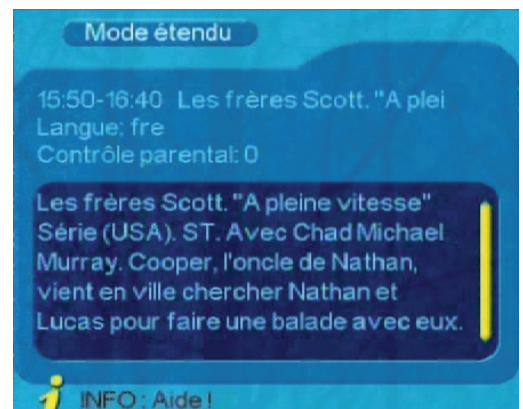 Mode étendu
15:50-16:40 Les frères Scott. "A plei
Langue: fre
Contrôle parental: 0
Les frères Scott. "A pleine vitesse"
Série (USA). ST. Avec Chad Michael
Murray. Cooper, l'oncle de Nathan,
vient en ville chercher Nathan et
Lucas pour faire une balade avec eux.
i INFO : Aide !